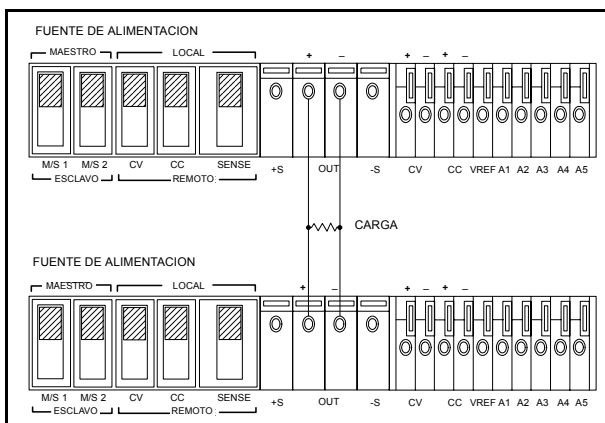 FUENTE DE ALIMENTACION
MAESTRO LOCAL + – + – + –
M/S 1 M/S 2 CV CC SENSE +S OUT -S CV CC VREF A1 A2 A3 A4 A5
ESCLAVO REMOTO
CARGA
FUENTE DE ALIMENTACION
MAESTRO LOCAL + – + – + –
M/S 1 M/S 2 CV CC SENSE +S OUT -S CV CC VREF A1 A2 A3 A4 A5
ESCLAVO REMOTO